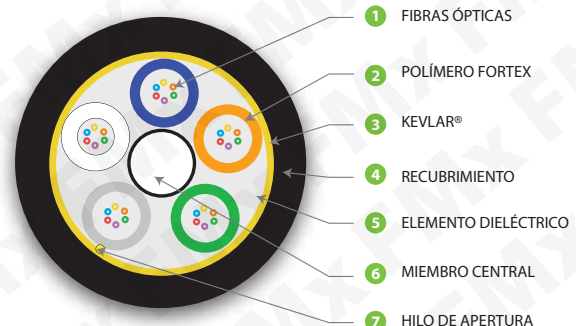 1 FIBRAS ÓPTICAS
2 POLÍMERO FORTEX
3 KEVLAR®
4 RECUBRIMIENTO
5 ELEMENTO DIELÉCTRICO
6 MIEMBRO CENTRAL
7 HILO DE APERTURA